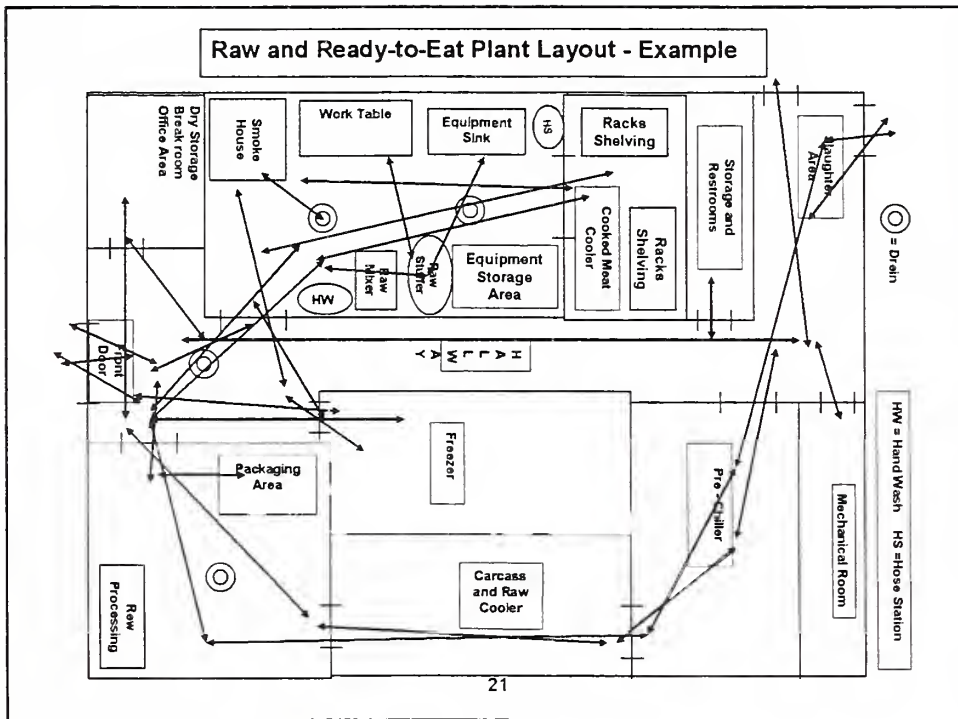 Raw and Ready-to-Eat Plant Layout - Example
Dry Storage
Break room
Office Area
Smoke
House
Work Table
Equipment
Sink
HS
Racks
Shelving
Storage and
Restrooms
Slaughter
Area
= Drain
Cooked Meat
Cooler
Racks
Shelving
Equipment
Storage
Area
Raw
Stuffer
Raw
Mixer
HW
HALLWAY
Front
Door
Packaging
Area
Freezer
Pre - Chiller
Mechanical Room
HW = Hand Wash HS =Hose Station
Raw
Processing
Carcass
and Raw
Cooler
21